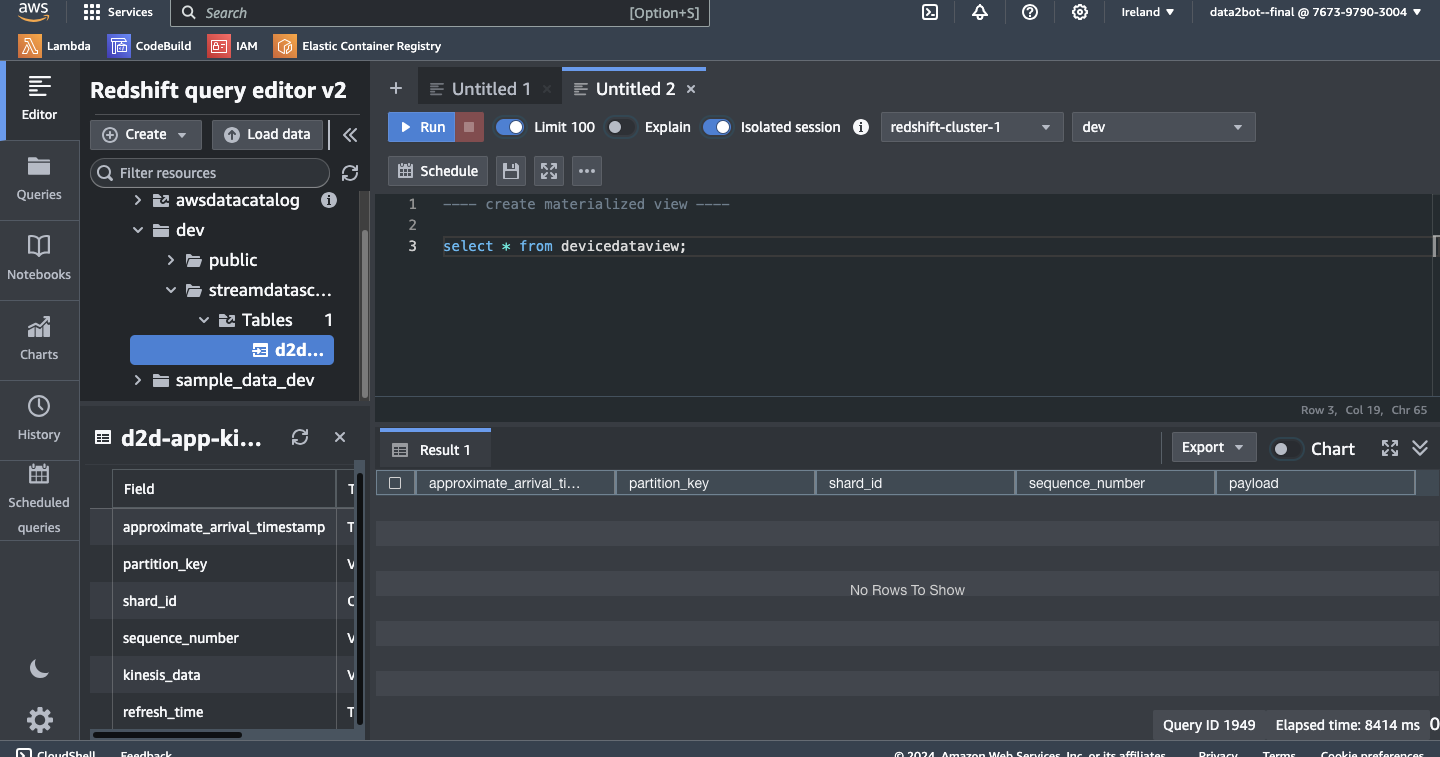 aws
Services
Search
[Option+S]
Ireland
data2bot--final @ 7673-9790-3004
Lambda
CodeBuild
IAM
Elastic Container Registry
Editor
Queries
Notebooks
Charts
History
Scheduled
queries
Redshift query editor v2
Create
Load data
Filter resources
awsdatacatalog
dev
public
streamdatasc...
Tables 1
d2d...
sample_data_dev
d2d-app-ki...
Field T
approximate_arrival_timestamp T
partition_key V
shard_id C
sequence_number V
kinesis_data V
refresh_time T
+ Untitled 1 × Untitled 2 ×
Run
Limit 100
Explain
Isolated session
redshift-cluster-1
dev
Schedule
1 ---- create materialized view ----
2
3 select * from devicedataview;
Row 3, Col 19, Chr 65
Result 1
Export
Chart
approximate_arrival_ti... partition_key shard_id sequence_number payload
No Rows To Show
Query ID 1949 Elapsed time: 8414 ms
CloudShell Feedback
© 2024, Amazon Web Services, Inc. or its affiliates. Privacy Terms Cookie preferences